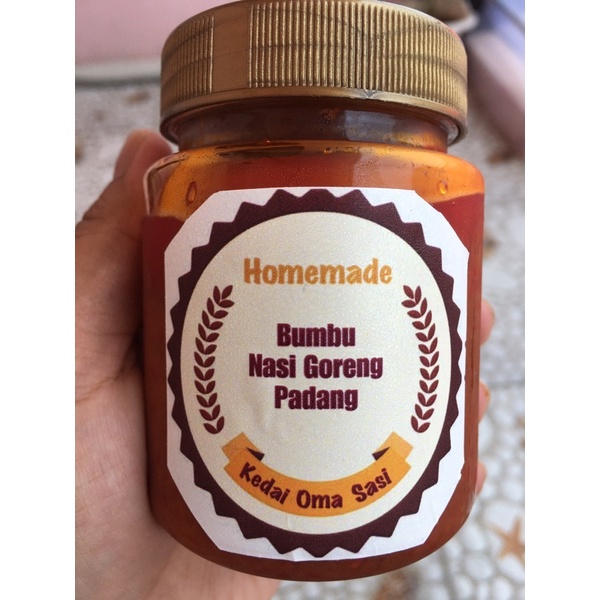 Homemade
Bumbu
Nasi Goreng
Padang
Kedai Oma Sasi